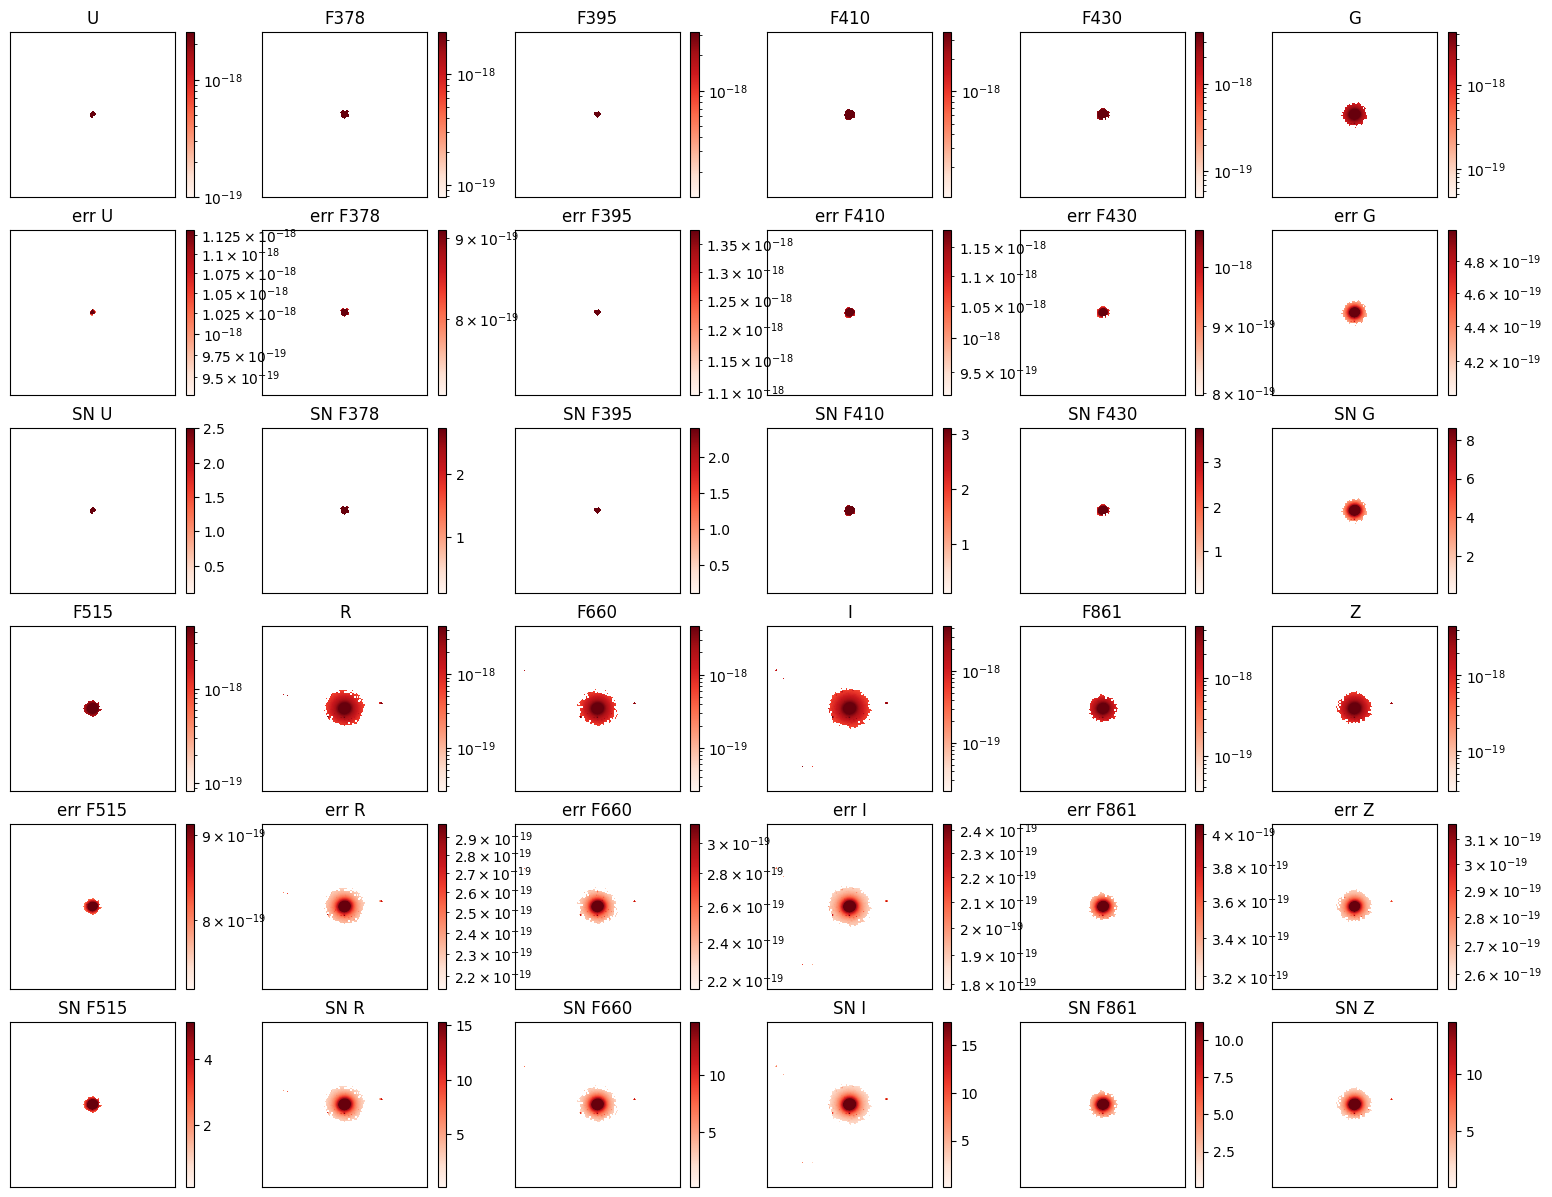 U F378 F395 F410 F430 G
10⁻¹⁸ 10⁻¹⁸ 10⁻¹⁸ 10⁻¹⁸ 10⁻¹⁸ 10⁻¹⁸
10⁻¹⁹ 10⁻¹⁹ 10⁻¹⁹ 10⁻¹⁹
err U err F378 err F395 err F410 err F430 err G
1.125 × 10⁻¹⁸
1.1 × 10⁻¹⁸
1.075 × 10⁻¹⁸
1.05 × 10⁻¹⁸
1.025 × 10⁻¹⁸
10⁻¹⁸
9.75 × 10⁻¹⁹
9.5 × 10⁻¹⁹
9 × 10⁻¹⁹
8 × 10⁻¹⁹
1.35 × 10⁻¹⁸
1.3 × 10⁻¹⁸
1.25 × 10⁻¹⁸
1.2 × 10⁻¹⁸
1.15 × 10⁻¹⁸
1.1 × 10⁻¹⁸
1.15 × 10⁻¹⁸
1.1 × 10⁻¹⁸
1.05 × 10⁻¹⁸
10⁻¹⁸
9.5 × 10⁻¹⁹
10⁻¹⁸
9 × 10⁻¹⁹
8 × 10⁻¹⁹
4.8 × 10⁻¹⁹
4.6 × 10⁻¹⁹
4.4 × 10⁻¹⁹
4.2 × 10⁻¹⁹
SN U SN F378 SN F395 SN F410 SN F430 SN G
2.5
2.0
1.5
1.0
0.5
2
1
2.0
1.5
1.0
0.5
3
2
1
3
2
1
8
6
4
2
F515 R F660 I F861 Z
10⁻¹⁸ 10⁻¹⁸ 10⁻¹⁸ 10⁻¹⁸ 10⁻¹⁸ 10⁻¹⁸
10⁻¹⁹ 10⁻¹⁹ 10⁻¹⁹ 10⁻¹⁹ 10⁻¹⁹ 10⁻¹⁹
err F515 err R err F660 err I err F861 err Z
9 × 10⁻¹⁹
8 × 10⁻¹⁹
2.9 × 10⁻¹⁹
2.8 × 10⁻¹⁹
2.7 × 10⁻¹⁹
2.6 × 10⁻¹⁹
2.5 × 10⁻¹⁹
2.4 × 10⁻¹⁹
2.3 × 10⁻¹⁹
2.2 × 10⁻¹⁹
3 × 10⁻¹⁹
2.8 × 10⁻¹⁹
2.6 × 10⁻¹⁹
2.4 × 10⁻¹⁹
2.2 × 10⁻¹⁹
2.4 × 10⁻¹⁹
2.3 × 10⁻¹⁹
2.2 × 10⁻¹⁹
2.1 × 10⁻¹⁹
2 × 10⁻¹⁹
1.9 × 10⁻¹⁹
1.8 × 10⁻¹⁹
4 × 10⁻¹⁹
3.8 × 10⁻¹⁹
3.6 × 10⁻¹⁹
3.4 × 10⁻¹⁹
3.2 × 10⁻¹⁹
3.1 × 10⁻¹⁹
3 × 10⁻¹⁹
2.9 × 10⁻¹⁹
2.8 × 10⁻¹⁹
2.7 × 10⁻¹⁹
2.6 × 10⁻¹⁹
SN F515 SN R SN F660 SN I SN F861 SN Z
4
2
15
10
5
10
5
15
10
5
10.0
7.5
5.0
2.5
10
5